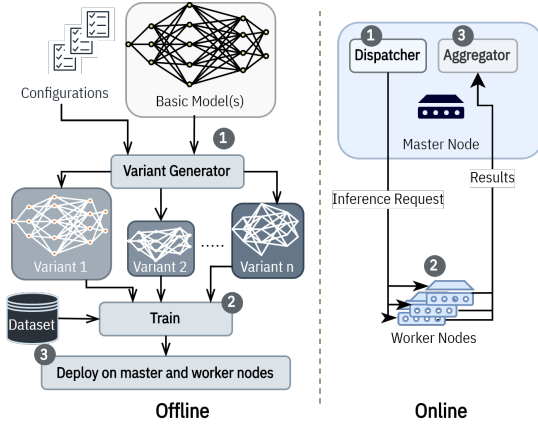 Configurations
Basic Model(s)
1
Variant Generator
Variant 1
Variant 2
.....
Variant n
Dataset
2
Train
3
Deploy on master and worker nodes
Offline
1
Dispatcher
3
Aggregator
Master Node
Inference Request
Results
2
Worker Nodes
Online